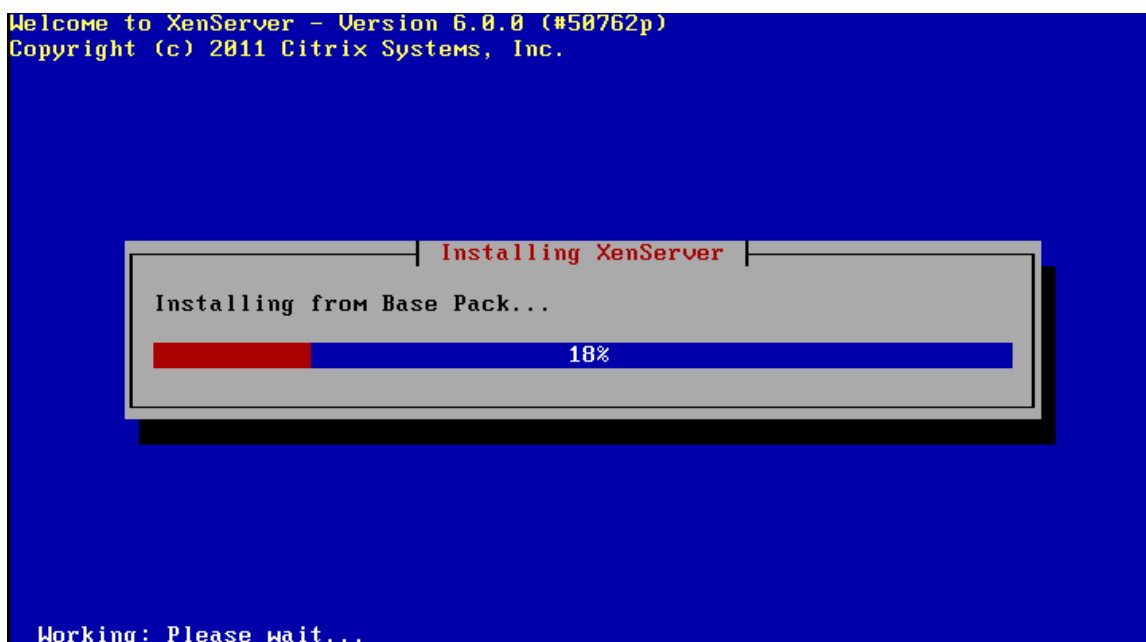 Welcome to XenServer - Version 6.0.0 (#50762p)
Copyright (c) 2011 Citrix Systems, Inc.
Installing XenServer
Installing from Base Pack...
18%
Working: Please wait...